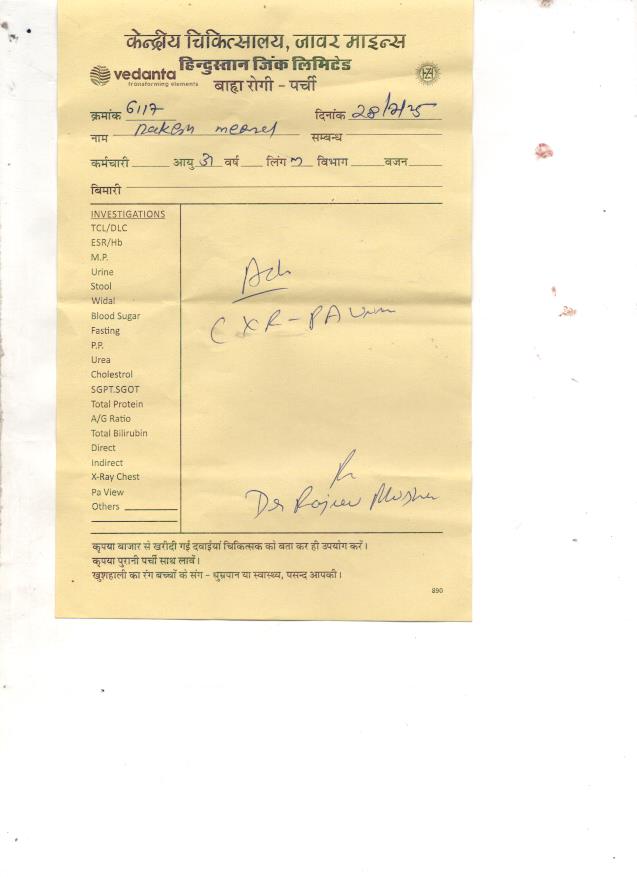 केन्द्रीय चिकित्सालय, जावर माइन्स
हिन्दुस्तान जिंक लिमिटेड
vedanta
transforming elements
बाह्य रोगी - पर्ची
क्रमांक 6117 दिनांक 28/
नाम सम्बन्ध
कर्मचारी आयु 31 वर्ष लिंग m विभाग वजन
बिमारी
INVESTIGATIONS
TCL/DLC
ESR/Hb
M.P.
Urine
Stool
Widal
Blood Sugar
Fasting
P.P.
Urea
Cholestrol
SGPT.SGOT
Total Protein
A/G Ratio
Total Bilirubin
Direct
Indirect
X-Ray Chest
Pa View
Others
Adv
CXR-PA View
Dr Rajeev
कृपया बाजार से खरीदी गई दवाईयां चिकित्सक को बता कर ही उपयोग करें।
कृपया पुरानी पर्ची साथ लावें।
खुशहाली का रंग बच्चों के संग - धुम्रपान या स्वास्थ्य, पसन्द आपकी।
890